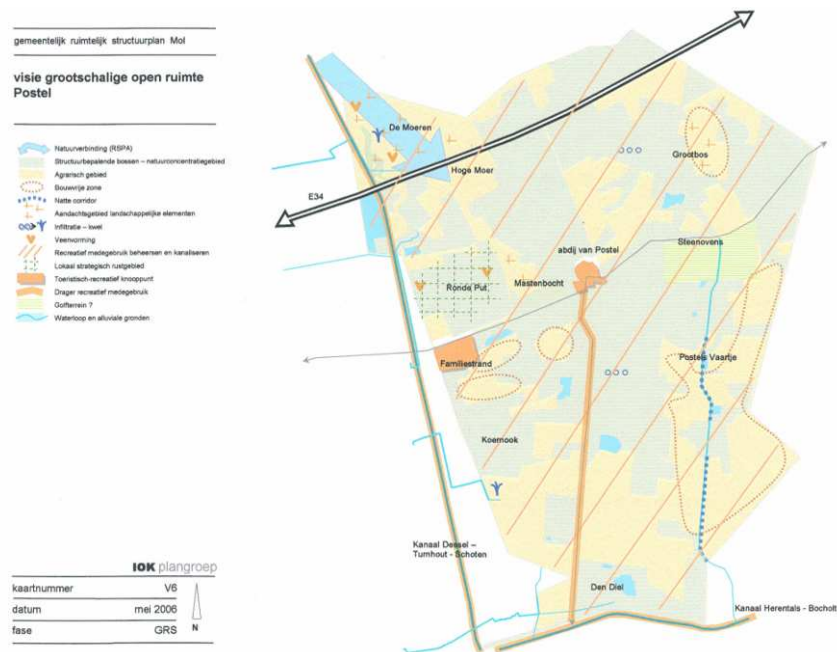 gemeentelijk ruimtelijk structuurplan Mol
visie grootschalige open ruimte
Postel
Natuurverbinding (RSPA)
Structuurbepalende bossen – natuurconcentratiegebied
Agrarisch gebied
Bouwvrije zone
Natte corridor
Aandachtsgebied landschappelijke elementen
Infiltratie – kwel
Veenvorming
Recreatief medegebruik beheersen en kanaliseren
Lokaal strategisch rustgebied
Toeristisch-recreatief knooppunt
Drager recreatief medegebruik
Golfterrein ?
Waterloop en alluviale gronden
De Moeren
Hoge Moer
Grootbos
E34
abdij van Postel
Steenovens
Ronde Put
Mastenbocht
Familiestrand
Postels Vaartje
Koemook
Kanaal Dessel –
Turnhout - Schoten
Den Diel
Kanaal Herentals - Bocholt
IOK plangroep
kaartnummer V6
datum mei 2006
fase GRS
N